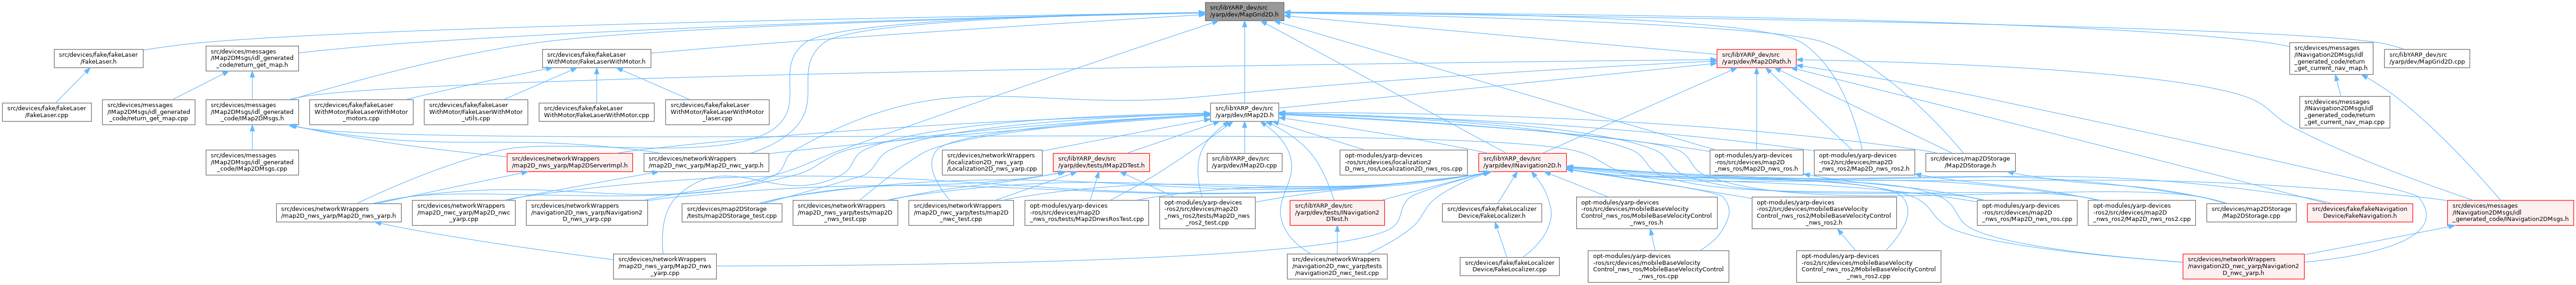 src/libYARP_dev/src
/yarp/dev/MapGrid2D.h
src/devices/fake/fakeLaser
/FakeLaser.h
src/devices/messages
/IMap2DMsgs/idl_generated
_code/return_get_map.h
src/devices/fake/fakeLaser
WithMotor/FakeLaserWithMotor.h
src/libYARP_dev/src
/yarp/dev/Map2DPath.h
src/devices/messages
/INavigation2DMsgs/idl
_generated_code/return
_get_current_nav_map.h
src/libYARP_dev/src
/yarp/dev/MapGrid2D.cpp
src/devices/fake/fakeLaser
/FakeLaser.cpp
src/devices/messages
/IMap2DMsgs/idl_generated
_code/return_get_map.cpp
src/devices/messages
/IMap2DMsgs/idl_generated
_code/IMap2DMsgs.h
src/devices/fake/fakeLaser
WithMotor/FakeLaserWithMotor
_motors.cpp
src/devices/fake/fakeLaser
WithMotor/FakeLaserWithMotor
_utils.cpp
src/devices/fake/fakeLaser
WithMotor/FakeLaserWithMotor.cpp
src/devices/fake/fakeLaser
WithMotor/FakeLaserWithMotor
_laser.cpp
src/libYARP_dev/src
/yarp/dev/IMap2D.h
src/devices/messages
/INavigation2DMsgs/idl
_generated_code/return
_get_current_nav_map.cpp
src/devices/messages
/IMap2DMsgs/idl_generated
_code/IMap2DMsgs.cpp
src/devices/networkWrappers
/map2D_nws_yarp/Map2DServerImpl.h
src/devices/networkWrappers
/map2D_nwc_yarp/Map2D_nwc_yarp.h
src/devices/networkWrappers
/localization2D_nws_yarp
/Localization2D_nws_yarp.cpp
src/libYARP_dev/src
/yarp/dev/tests/IMap2DTest.h
src/libYARP_dev/src
/yarp/dev/IMap2D.cpp
opt-modules/yarp-devices
-ros/src/devices/localization2
D_nws_ros/Localization2D_nws_ros.cpp
src/libYARP_dev/src
/yarp/dev/INavigation2D.h
opt-modules/yarp-devices
-ros/src/devices/map2D
_nws_ros/Map2D_nws_ros.h
opt-modules/yarp-devices
-ros2/src/devices/map2D
_nws_ros2/Map2D_nws_ros2.h
src/devices/map2DStorage
/Map2DStorage.h
src/devices/networkWrappers
/map2D_nws_yarp/Map2D_nws_yarp.h
src/devices/networkWrappers
/map2D_nwc_yarp/Map2D_nwc
_yarp.cpp
src/devices/networkWrappers
/navigation2D_nws_yarp/Navigation2
D_nws_yarp.cpp
src/devices/map2DStorage
/tests/map2DStorage_test.cpp
src/devices/networkWrappers
/map2D_nws_yarp/tests/map2D
_nws_test.cpp
src/devices/networkWrappers
/map2D_nwc_yarp/tests/map2D
_nwc_test.cpp
opt-modules/yarp-devices
-ros/src/devices/map2D
_nws_ros/tests/Map2DnwsRosTest.cpp
opt-modules/yarp-devices
-ros2/src/devices/map2D
_nws_ros2/tests/Map2D_nws
_ros2_test.cpp
src/libYARP_dev/src
/yarp/dev/tests/INavigation2
DTest.h
src/devices/fake/fakeLocalizer
Device/FakeLocalizer.h
opt-modules/yarp-devices
-ros/src/devices/mobileBaseVelocity
Control_nws_ros/MobileBaseVelocityControl
_nws_ros.h
opt-modules/yarp-devices
-ros2/src/devices/mobileBaseVelocity
Control_nws_ros2/MobileBaseVelocityControl
_nws_ros2.h
opt-modules/yarp-devices
-ros/src/devices/map2D
_nws_ros/Map2D_nws_ros.cpp
opt-modules/yarp-devices
-ros2/src/devices/map2D
_nws_ros2/Map2D_nws_ros2.cpp
src/devices/map2DStorage
/Map2DStorage.cpp
src/devices/fake/fakeNavigation
Device/FakeNavigation.h
src/devices/messages
/INavigation2DMsgs/idl
_generated_code/INavigation2DMsgs.h
src/devices/networkWrappers
/map2D_nws_yarp/Map2D_nws
_yarp.cpp
src/devices/networkWrappers
/navigation2D_nwc_yarp/tests
/navigation2D_nwc_test.cpp
src/devices/fake/fakeLocalizer
Device/FakeLocalizer.cpp
opt-modules/yarp-devices
-ros/src/devices/mobileBaseVelocity
Control_nws_ros/MobileBaseVelocityControl
_nws_ros.cpp
opt-modules/yarp-devices
-ros2/src/devices/mobileBaseVelocity
Control_nws_ros2/MobileBaseVelocityControl
_nws_ros2.cpp
src/devices/networkWrappers
/navigation2D_nwc_yarp/Navigation2
D_nwc_yarp.h